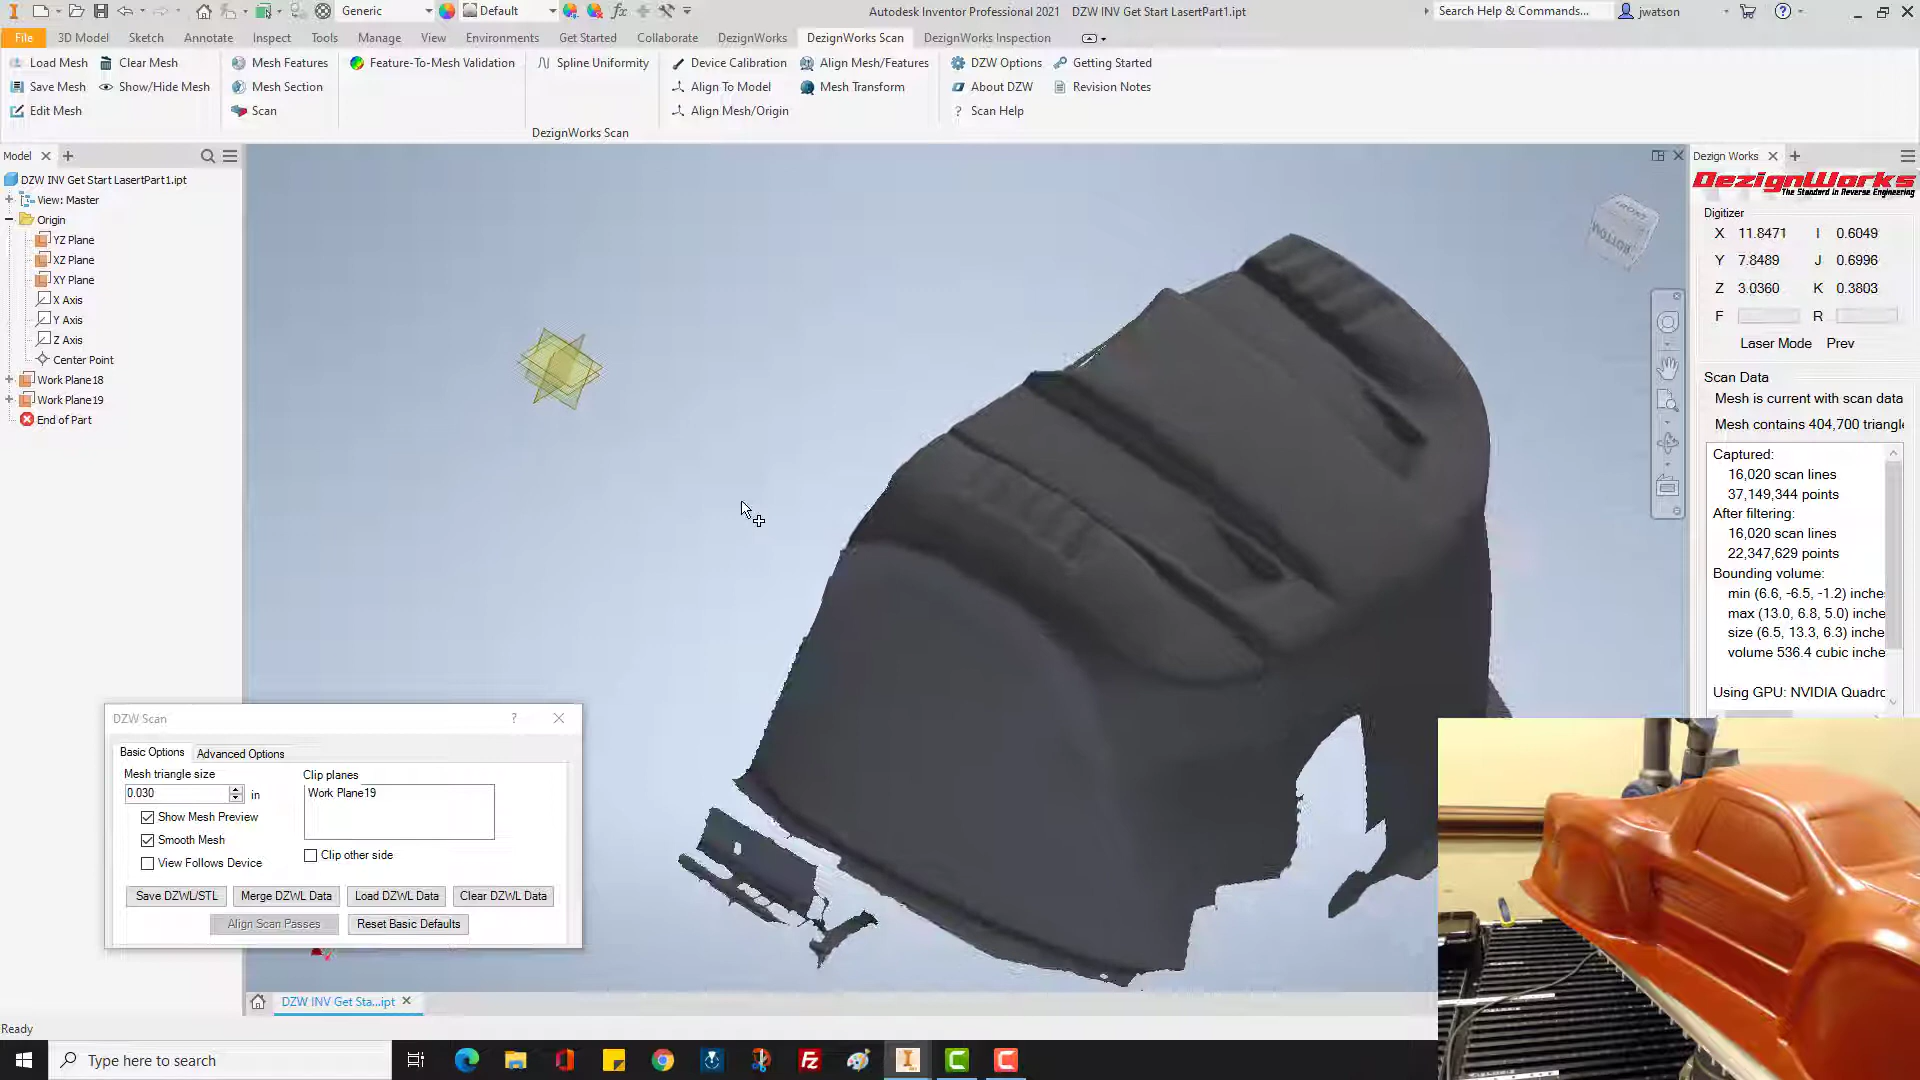 Generic
Default
Autodesk Inventor Professional 2021 DZW INV Get Start LasertPart1.ipt
Search Help & Commands...
jwatson
File 3D Model Sketch Annotate Inspect Tools Manage View Environments Get Started Collaborate DezignWorks DezignWorks Scan DezignWorks Inspection
Load Mesh Clear Mesh Mesh Features Feature-To-Mesh Validation Spline Uniformity Device Calibration Align Mesh/Features DZW Options Getting Started
Save Mesh Show/Hide Mesh Mesh Section Align To Model Mesh Transform About DZW Revision Notes
Edit Mesh Scan Align Mesh/Origin Scan Help
DezignWorks Scan
Model
DZW INV Get Start LasertPart1.ipt
View: Master
Origin
YZ Plane
XZ Plane
XY Plane
X Axis
Y Axis
Z Axis
Center Point
Work Plane18
Work Plane19
End of Part
FRONT
BOTTOM
Dezign Works
DezignWorks
The Standard in Reverse Engineering
Digitizer
X 11.8471 I 0.6049
Y 7.8489 J 0.6996
Z 3.0360 K 0.3803
F R
Laser Mode Prev
Scan Data
Mesh is current with scan data
Mesh contains 404,700 triangl
Captured:
16,020 scan lines
37,149,344 points
After filtering:
16,020 scan lines
22,347,629 points
Bounding volume:
min (6.6, -6.5, -1.2) inche
max (13.0, 6.8, 5.0) inche
size (6.5, 13.3, 6.3) inche
volume 536.4 cubic inche
Using GPU: NVIDIA Quadro
DZW Scan
Basic Options Advanced Options
Mesh triangle size
0.030 in
Show Mesh Preview
Smooth Mesh
View Follows Device
Clip planes
Work Plane19
Clip other side
Save DZWL/STL Merge DZWL Data Load DZWL Data Clear DZWL Data
Align Scan Passes Reset Basic Defaults
DZW INV Get Sta...ipt
Ready
Type here to search